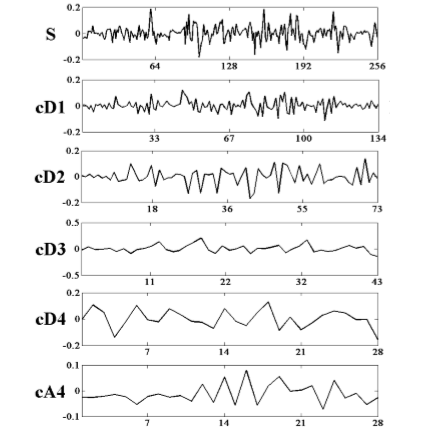 0.2
S 0
-0.2
64 128 192 256
0.2
cD1 0
-0.2
33 67 100 134
0.2
cD2 0
-0.2
18 36 55 73
0.5
cD3 0
-0.5
11 22 32 43
0.2
cD4 0
-0.2
7 14 21 28
0.1
cA4 0
-0.1
7 14 21 28